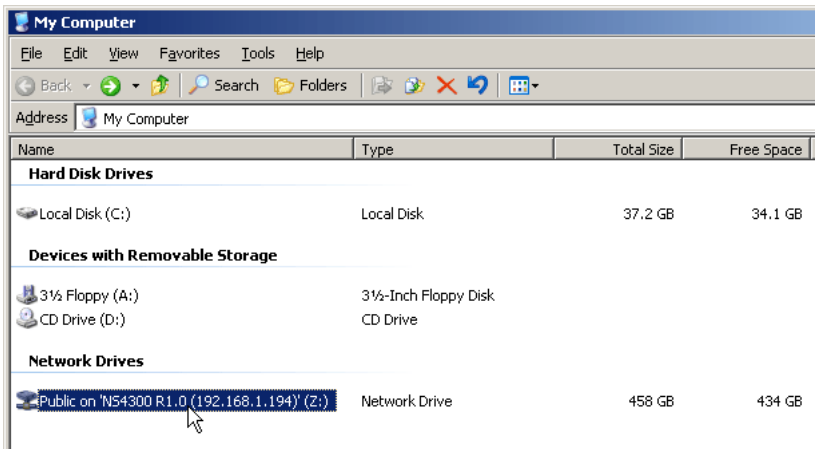 My Computer
File Edit View Favorites Tools Help
Back Search Folders
Address My Computer
Name Type Total Size Free Space
Hard Disk Drives
Local Disk (C:) Local Disk 37.2 GB 34.1 GB
Devices with Removable Storage
3½ Floppy (A:) 3½-Inch Floppy Disk
CD Drive (D:) CD Drive
Network Drives
Public on 'NS4300 R1.0 (192.168.1.194)' (Z:) Network Drive 458 GB 434 GB